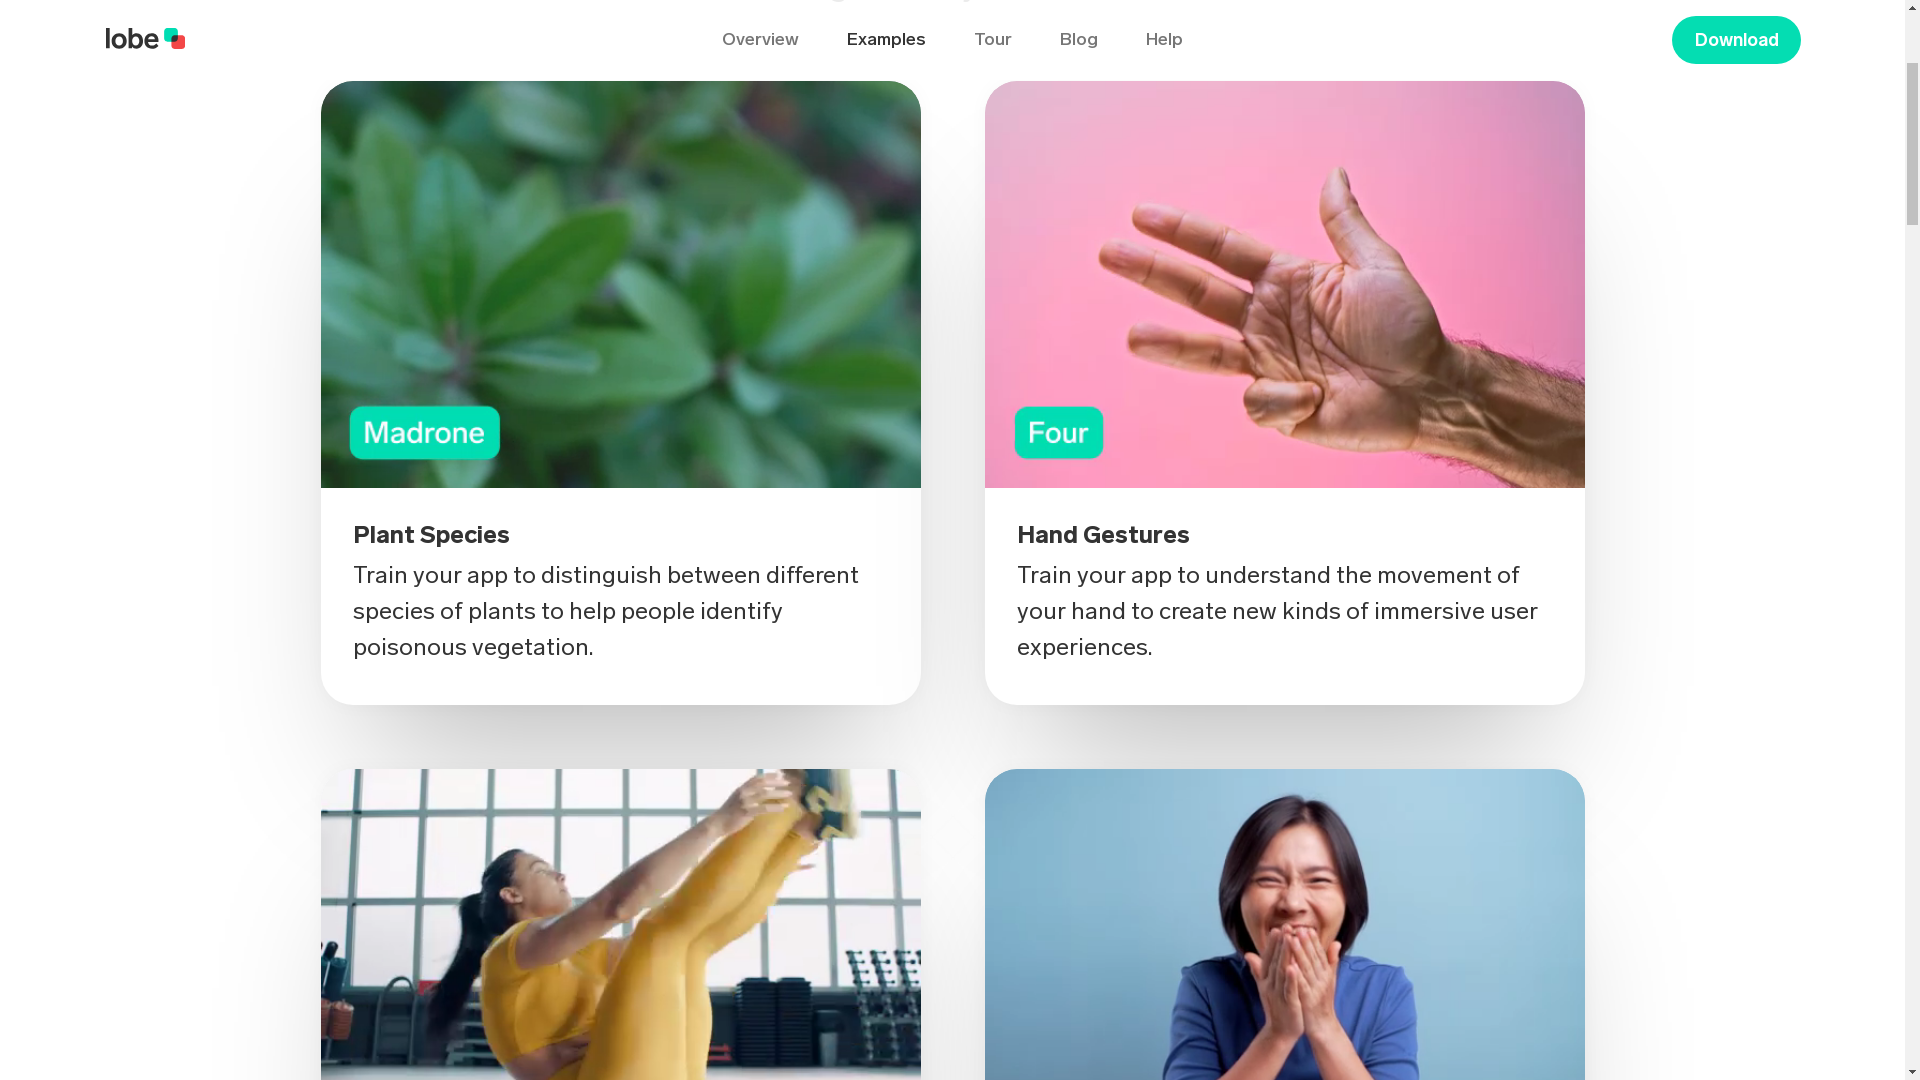 lobe
Overview
Examples
Tour
Blog
Help
Download
Madrone
Four
Plant Species
Train your app to distinguish between different
species of plants to help people identify
poisonous vegetation.
Hand Gestures
Train your app to understand the movement of
your hand to create new kinds of immersive user
experiences.